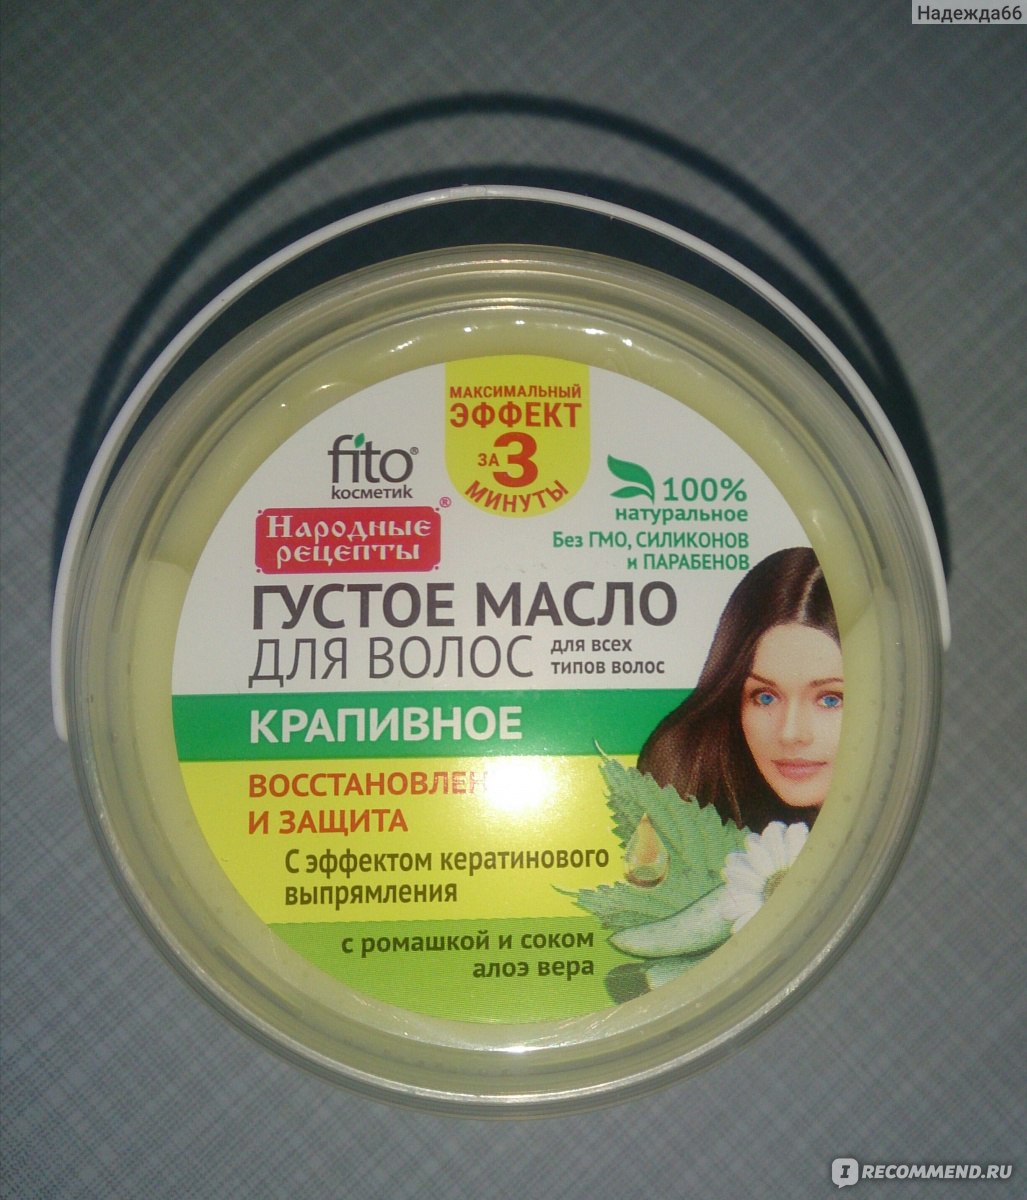 Надежда66
МАКСИМАЛЬНЫЙ
ЭФФЕКТ
ЗА 3
МИНУТЫ
fito®
косметик
Народные ®
рецепты
100%
натуральное
Без ГМО, СИЛИКОНОВ
и ПАРАБЕНОВ
ГУСТОЕ МАСЛО
ДЛЯ ВОЛОС
для всех
типов волос
КРАПИВНОЕ
И ЗАЩИТА
С эффектом кератинового
выпрямления
с ромашкой и соком
алоэ вера
I RECOMMEND.RU